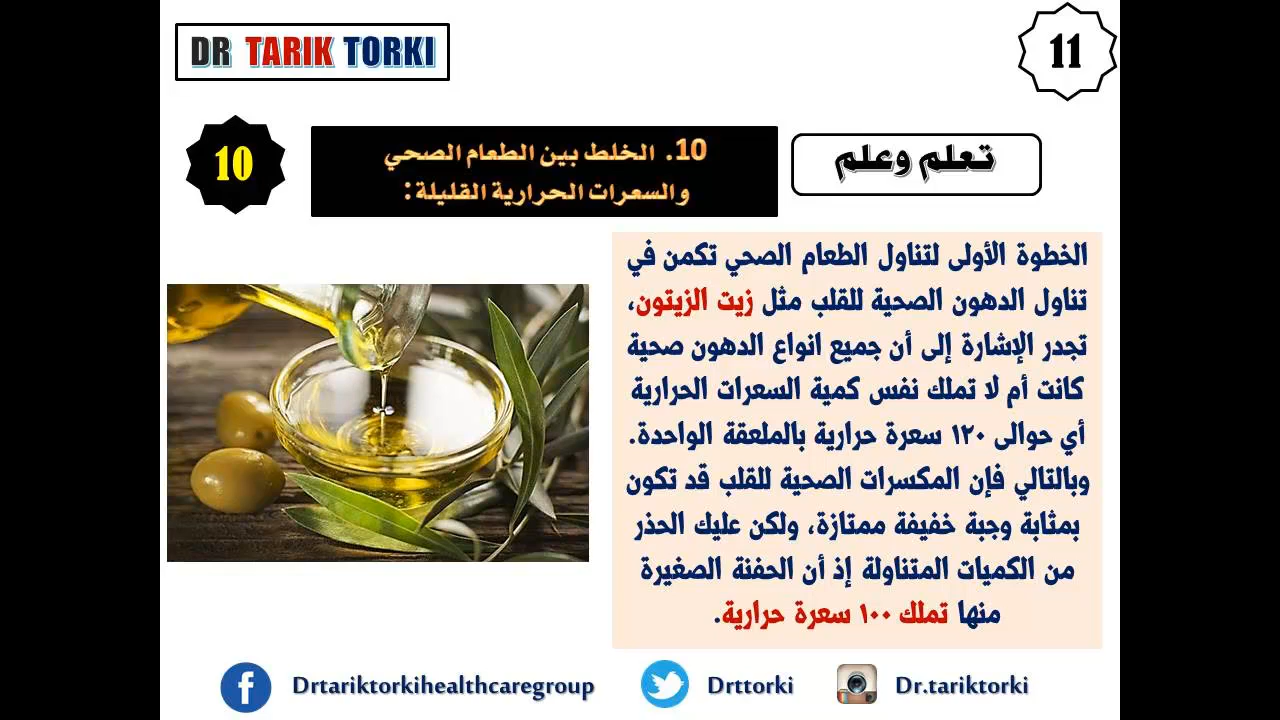 DR TARIK TORKI
11
تعلم وعلم
10. الخلط بين الطعام الصحي
والسعرات الحرارية القليلة:
10
الخطوة الأولى لتناول الطعام الصحي تكمن في
تناول الدهون الصحية للقلب مثل زيت الزيتون،
تجدر الإشارة إلى أن جميع انواع الدهون صحية
كانت أم لا تملك نفس كمية السعرات الحرارية
أي حوالى ١٢٠ سعرة حرارية بالملعقة الواحدة.
وبالتالي فإن المكسرات الصحية للقلب قد تكون
بمثابة وجبة خفيفة ممتازة، ولكن عليك الحذر
من الكميات المتناولة إذ أن الحفنة الصغيرة
منها تملك ١٠٠ سعرة حرارية.
Drtariktorkihealthcaregroup
Drttorki
Dr.tariktorki